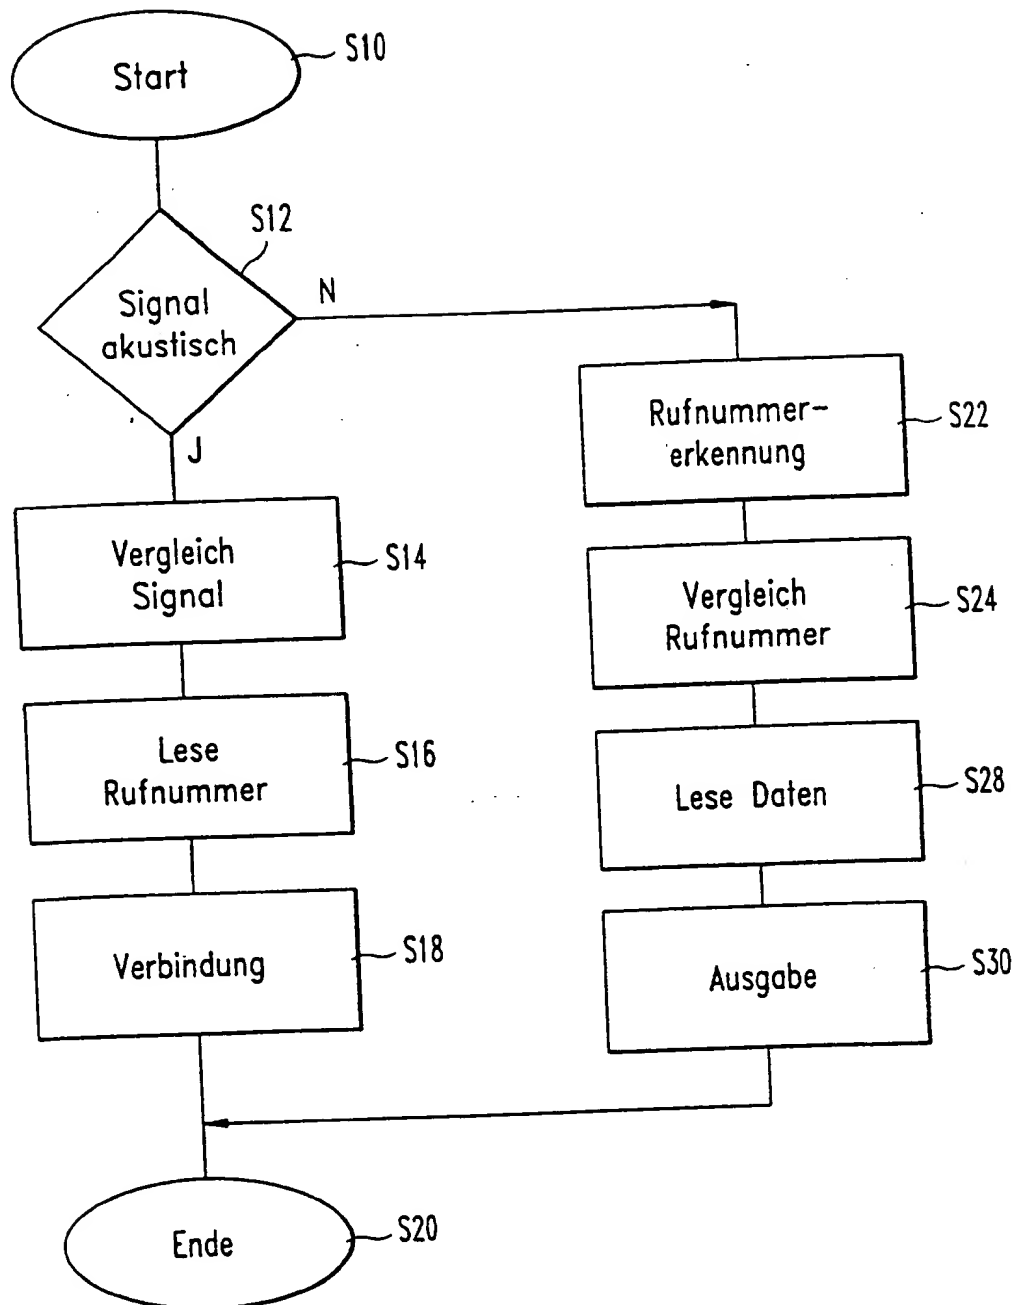 Start
S10
S12
Signal
akustisch
N
J
Vergleich
Signal
S14
Lese
Rufnummer
S16
Verbindung
S18
Rufnummer-
erkennung
S22
Vergleich
Rufnummer
S24
Lese Daten
S28
Ausgabe
S30
Ende
S20